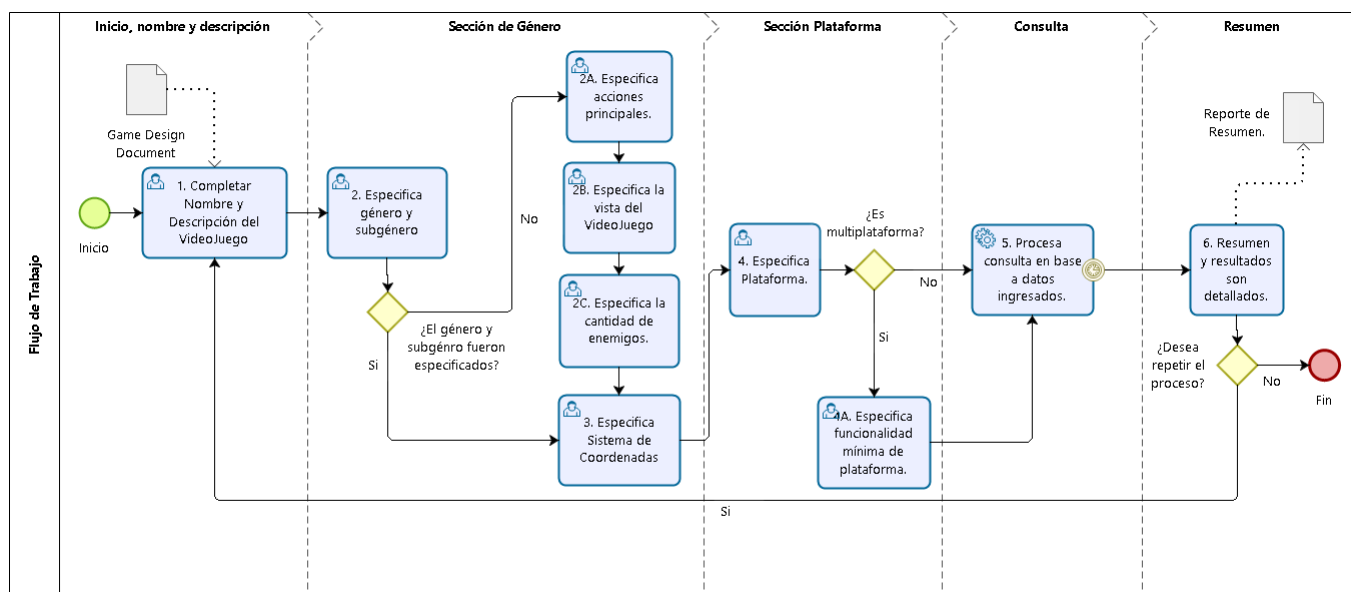 Flujo de Trabajo
Inicio, nombre y descripción
Sección de Género
Sección Plataforma
Consulta
Resumen
Game Design
Document
Inicio
1. Completar
Nombre y
Descripción del
VideoJuego
2. Especifica
género y
subgénero
¿El género y
subgénro fueron
especificados?
No
Si
2A. Especifica
acciones
principales.
2B. Especifica la
vista del
VideoJuego
2C. Especifica la
cantidad de
enemigos.
3. Especifica
Sistema de
Coordenadas
4. Especifica
Plataforma.
¿Es
multiplataforma?
No
Si
4A. Especifica
funcionalidad
mínima de
plataforma.
5. Procesa
consulta en base
a datos
ingresados.
Reporte de
Resumen.
6. Resumen
y resultados
son
detallados.
¿Desea
repetir el
proceso?
No
Fin
Si